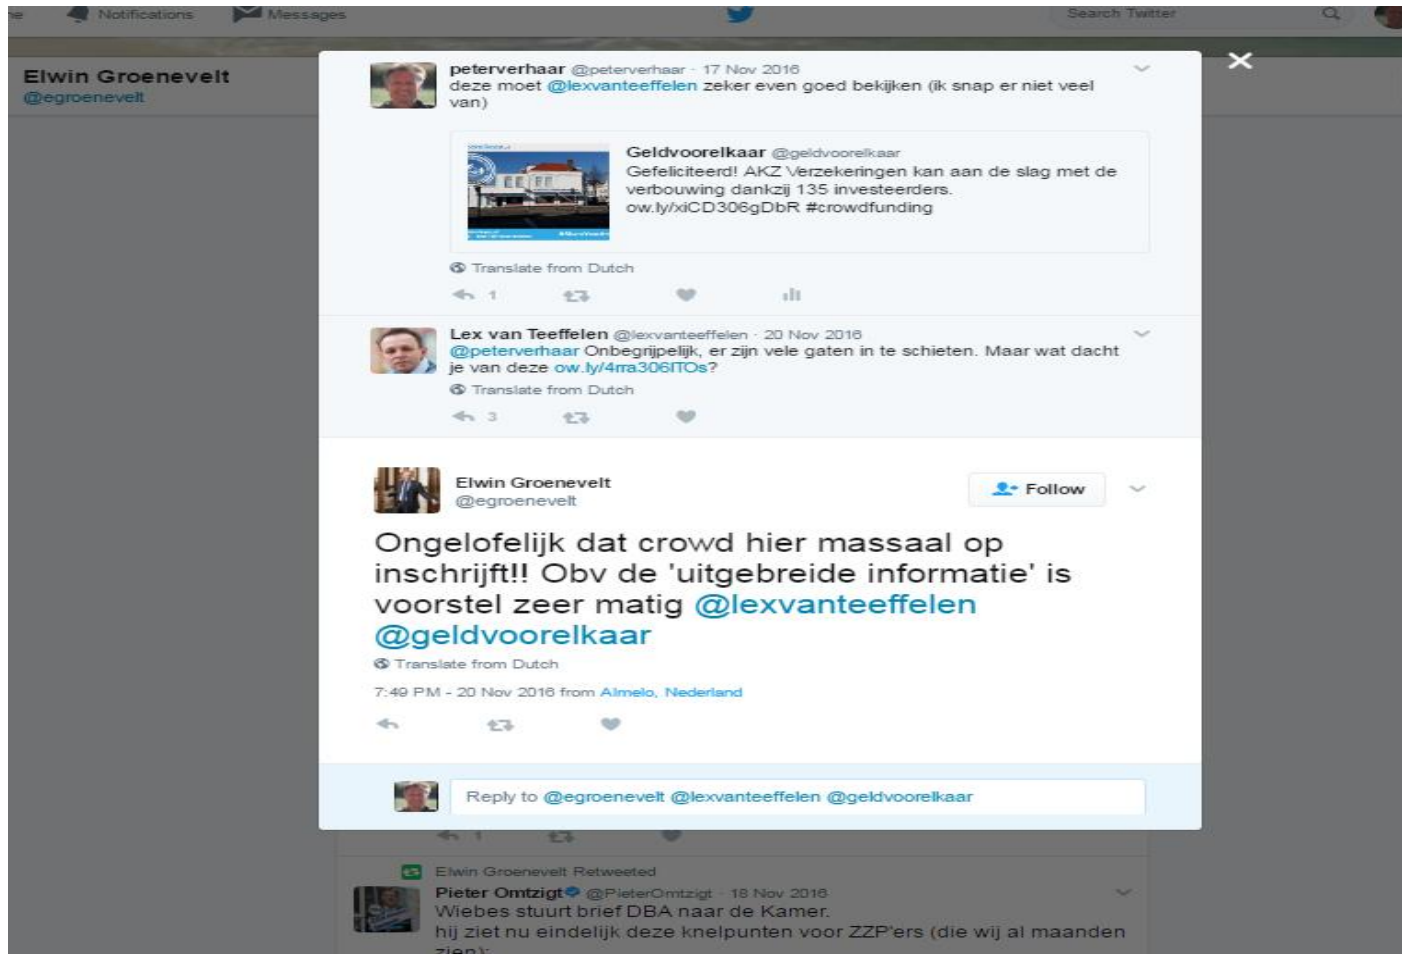 ne
Notifications
Messages
Search Twitter
Elwin Groenevelt
@egroenevelt
peterverhaar @peterverhaar · 17 Nov 2016
deze moet @lexvanteeffelen zeker even goed bekijken (ik snap er niet veel
van)
Geldvoorelkaar @geldvoorelkaar
Gefeliciteerd! AKZ Verzekeringen kan aan de slag met de
verbouwing dankzij 135 investeerders.
ow.ly/xiCD306gDbR #crowdfunding
Translate from Dutch
1
Lex van Teeffelen @lexvanteeffelen · 20 Nov 2016
@peterverhaar Onbegrijpelijk, er zijn vele gaten in te schieten. Maar wat dacht
je van deze ow.ly/4rra306ITOs?
Translate from Dutch
3
Elwin Groenevelt
@egroenevelt
Follow
Ongelofelijk dat crowd hier massaal op
inschrijft!! Obv de 'uitgebreide informatie' is
voorstel zeer matig @lexvanteeffelen
@geldvoorelkaar
Translate from Dutch
7:49 PM - 20 Nov 2016 from Almelo, Nederland
Reply to @egroenevelt @lexvanteeffelen @geldvoorelkaar
1
Elwin Groenevelt Retweeted
Pieter Omtzigt @PieterOmtzigt · 18 Nov 2016
Wiebes stuurt brief DBA naar de Kamer.
hij ziet nu eindelijk deze knelpunten voor ZZP'ers (die wij al maanden
zien):